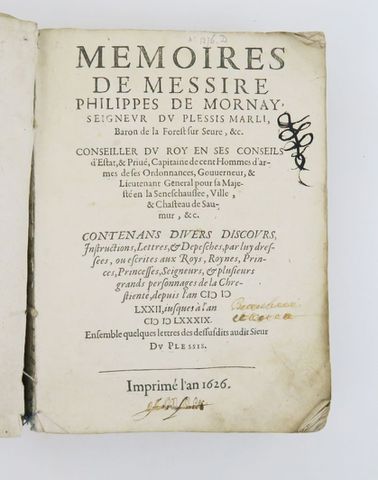 MEMOIRES
DE MESSIRE
PHILIPPES DE MORNAY,
SEIGNEVR DV PLESSIS MARLI,
Baron de la Forest sur Seure, &c.
CONSEILLER DV ROY EN SES CONSEILS
d'Estat, & Priué, Capitaine de cent Hommes d'ar-
mes de ses Ordonnances, Gouuerneur, &
Lieutenant General pour sa Maje-
sté en la Seneschaussée, Ville,
& Chasteau de Sau-
mur, &c.
CONTENANS DIVERS DISCOVRS,
Instructions, Lettres, & Depesches, par luy dres-
sees, ou escrites aux Roys, Roynes, Prin-
ces, Princesses, Seigneurs, & plusieurs
grands personnages de la Chre-
stienté, depuis l'an CIↃ IↃ
LXXII, iusques à l'an
CIↃ IↃ LXXXIX.
Ensemble quelques lettres des dessusdits audit Sieur
DV PLESSIS.
Imprimé l'an 1626.